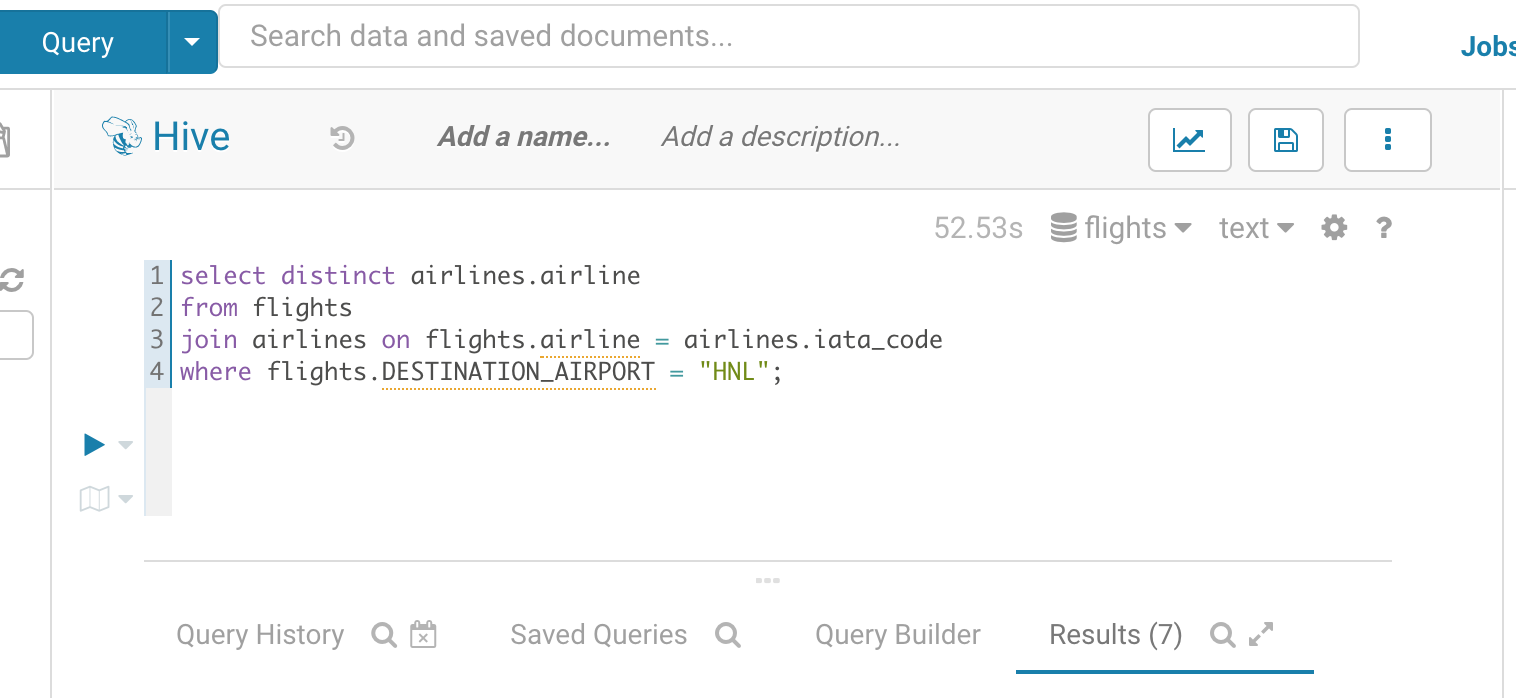 Query
Search data and saved documents...
Jobs
Hive
Add a name...
Add a description...
52.53s
flights
text
?
1 select distinct airlines.airline
2 from flights
3 join airlines on flights.airline = airlines.iata_code
4 where flights.DESTINATION_AIRPORT = "HNL";
Query History
Saved Queries
Query Builder
Results (7)